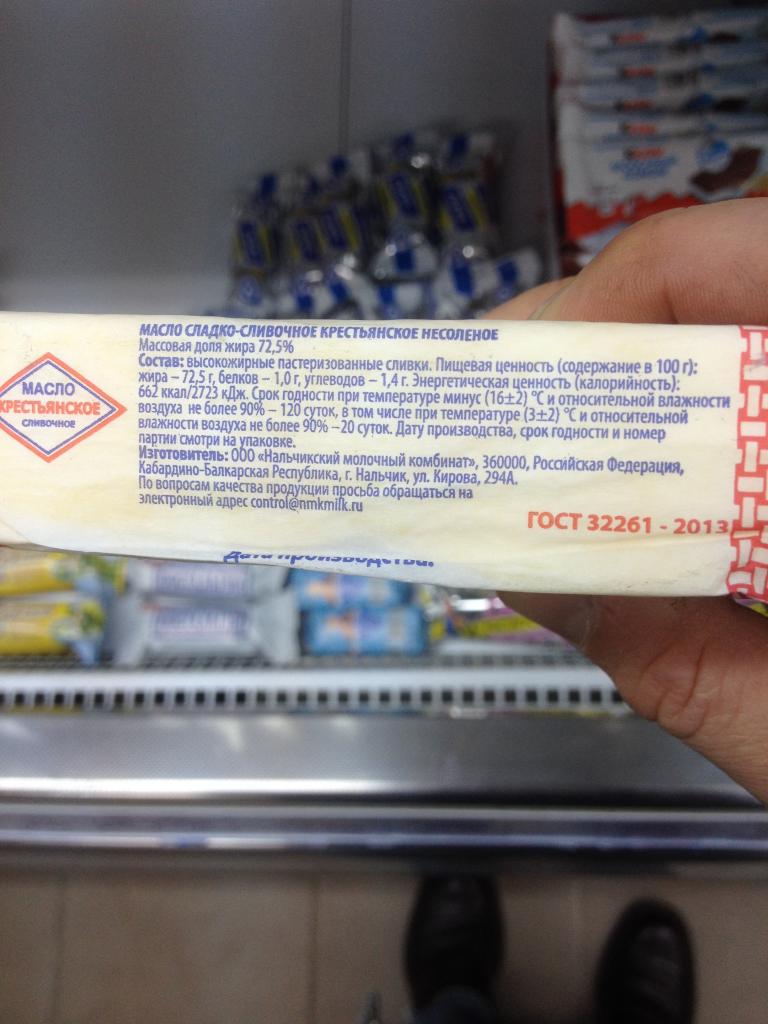 МАСЛО
КРЕСТЬЯНСКОЕ
СЛИВОЧНОЕ
МАСЛО СЛАДКО-СЛИВОЧНОЕ КРЕСТЬЯНСКОЕ НЕСОЛЕНОЕ
Массовая доля жира 72,5%
Состав: высокожирные пастеризованные сливки. Пищевая ценность (содержание в 100 г):
жира – 72,5 г, белков – 1,0 г, углеводов – 1,4 г. Энергетическая ценность (калорийность):
662 ккал/2723 кДж. Срок годности при температуре минус (16±2) °С и относительной влажности
воздуха не более 90% – 120 суток, в том числе при температуре (3±2) °С и относительной
влажности воздуха не более 90% –20 суток. Дату производства, срок годности и номер
партии смотри на упаковке.
Изготовитель: ООО «Нальчикский молочный комбинат», 360000, Российская Федерация,
Кабардино-Балкарская Республика, г. Нальчик, ул. Кирова, 294А.
По вопросам качества продукции просьба обращаться на
электронный адрес control@nmkmilk.ru
ГОСТ 32261 - 2013
Дата производства: